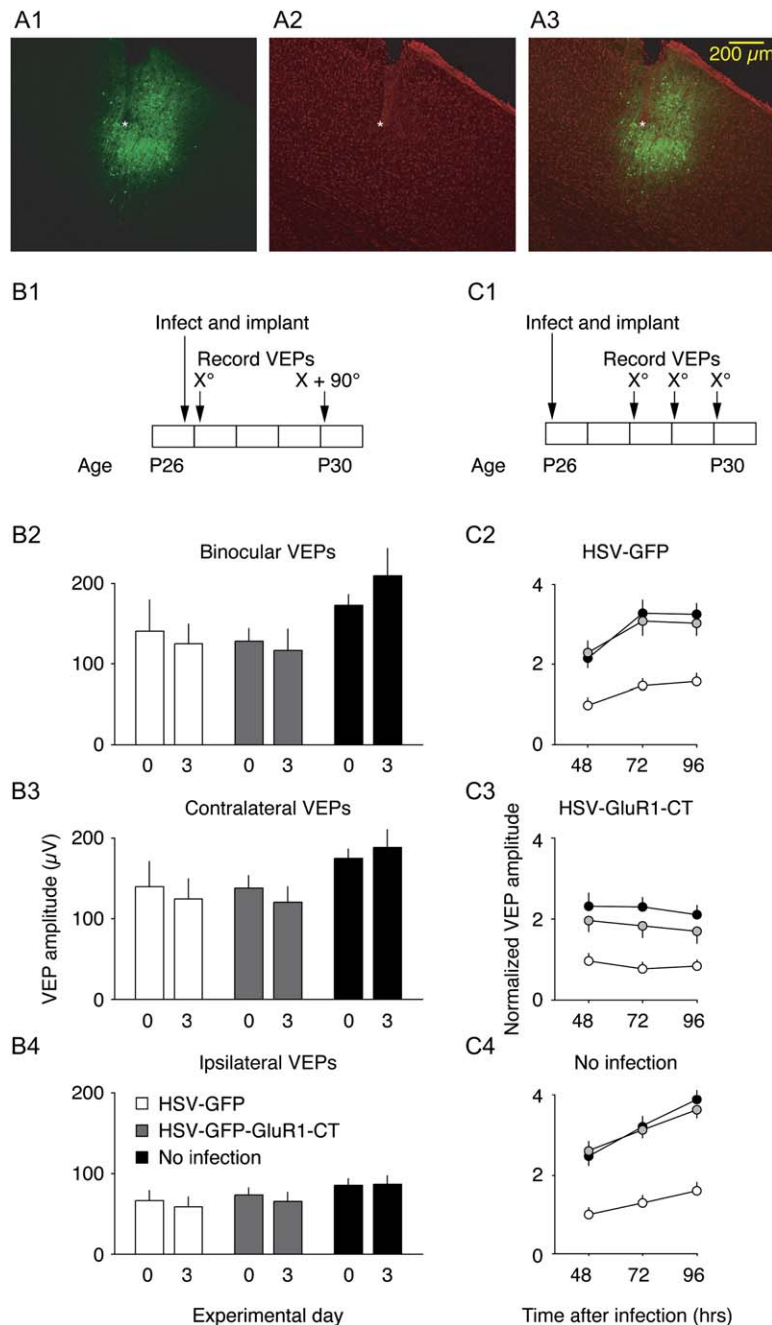 A1
A2
A3
200 µm
*
*
*
B1
Infect and implant
Record VEPs
X°
X + 90°
Age
P26
P30
C1
Infect and implant
Record VEPs
X°
X°
X°
Age
P26
P30
B2
Binocular VEPs
200
100
0
0
3
0
3
0
3
B3
Contralateral VEPs
VEP amplitude (µV)
200
100
0
0
3
0
3
0
3
B4
Ipsilateral VEPs
200
100
0
HSV-GFP
HSV-GFP-GluR1-CT
No infection
0
3
0
3
0
3
Experimental day
C2
HSV-GFP
4
2
0
48
72
96
C3
HSV-GluR1-CT
Normalized VEP amplitude
4
2
0
48
72
96
C4
No infection
4
2
0
48
72
96
Time after infection (hrs)